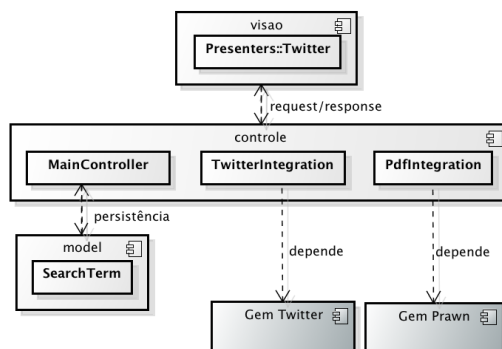 visao
Presenters::Twitter
request/response
controle
MainController
TwitterIntegration
PdfIntegration
persistência
model
SearchTerm
depende
depende
Gem Twitter
Gem Prawn